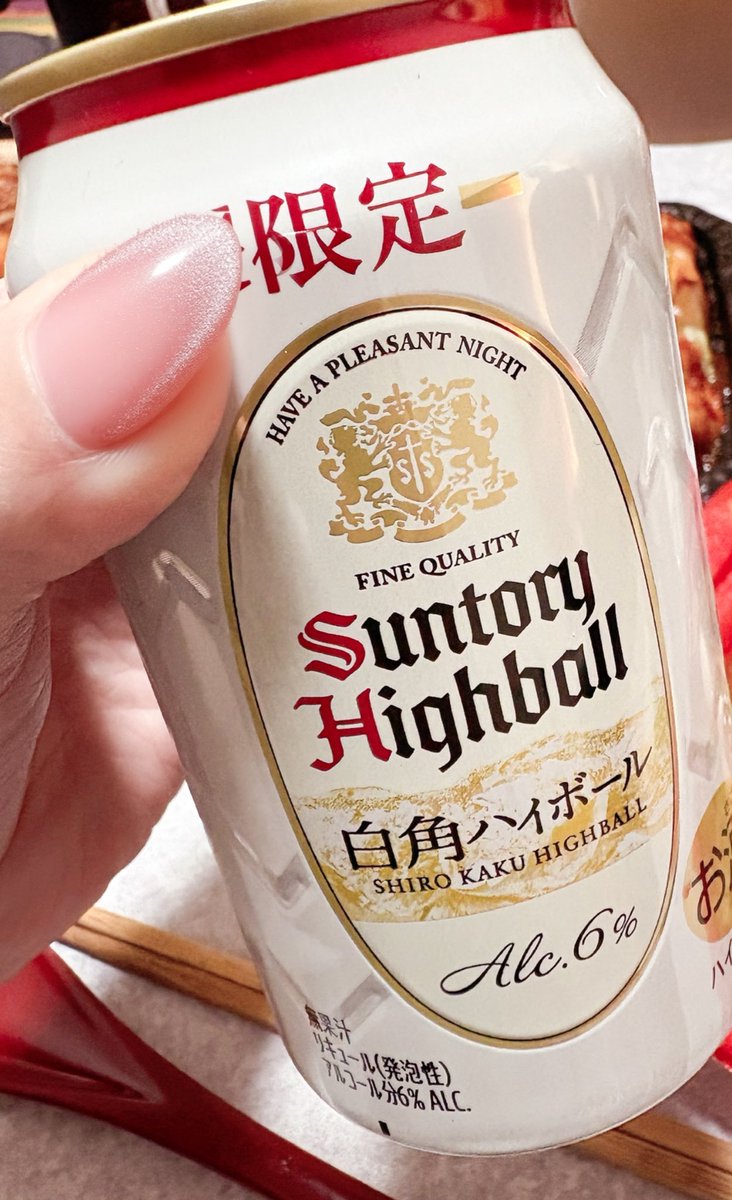 限定
HAVE A PLEASANT NIGHT
FINE QUALITY
Suntory
Highball
白角ハイボール
SHIRO KAKU HIGHBALL
Alc.6%
無果汁
リキュール(発泡性)
アルコール分6% ALC.
お酒